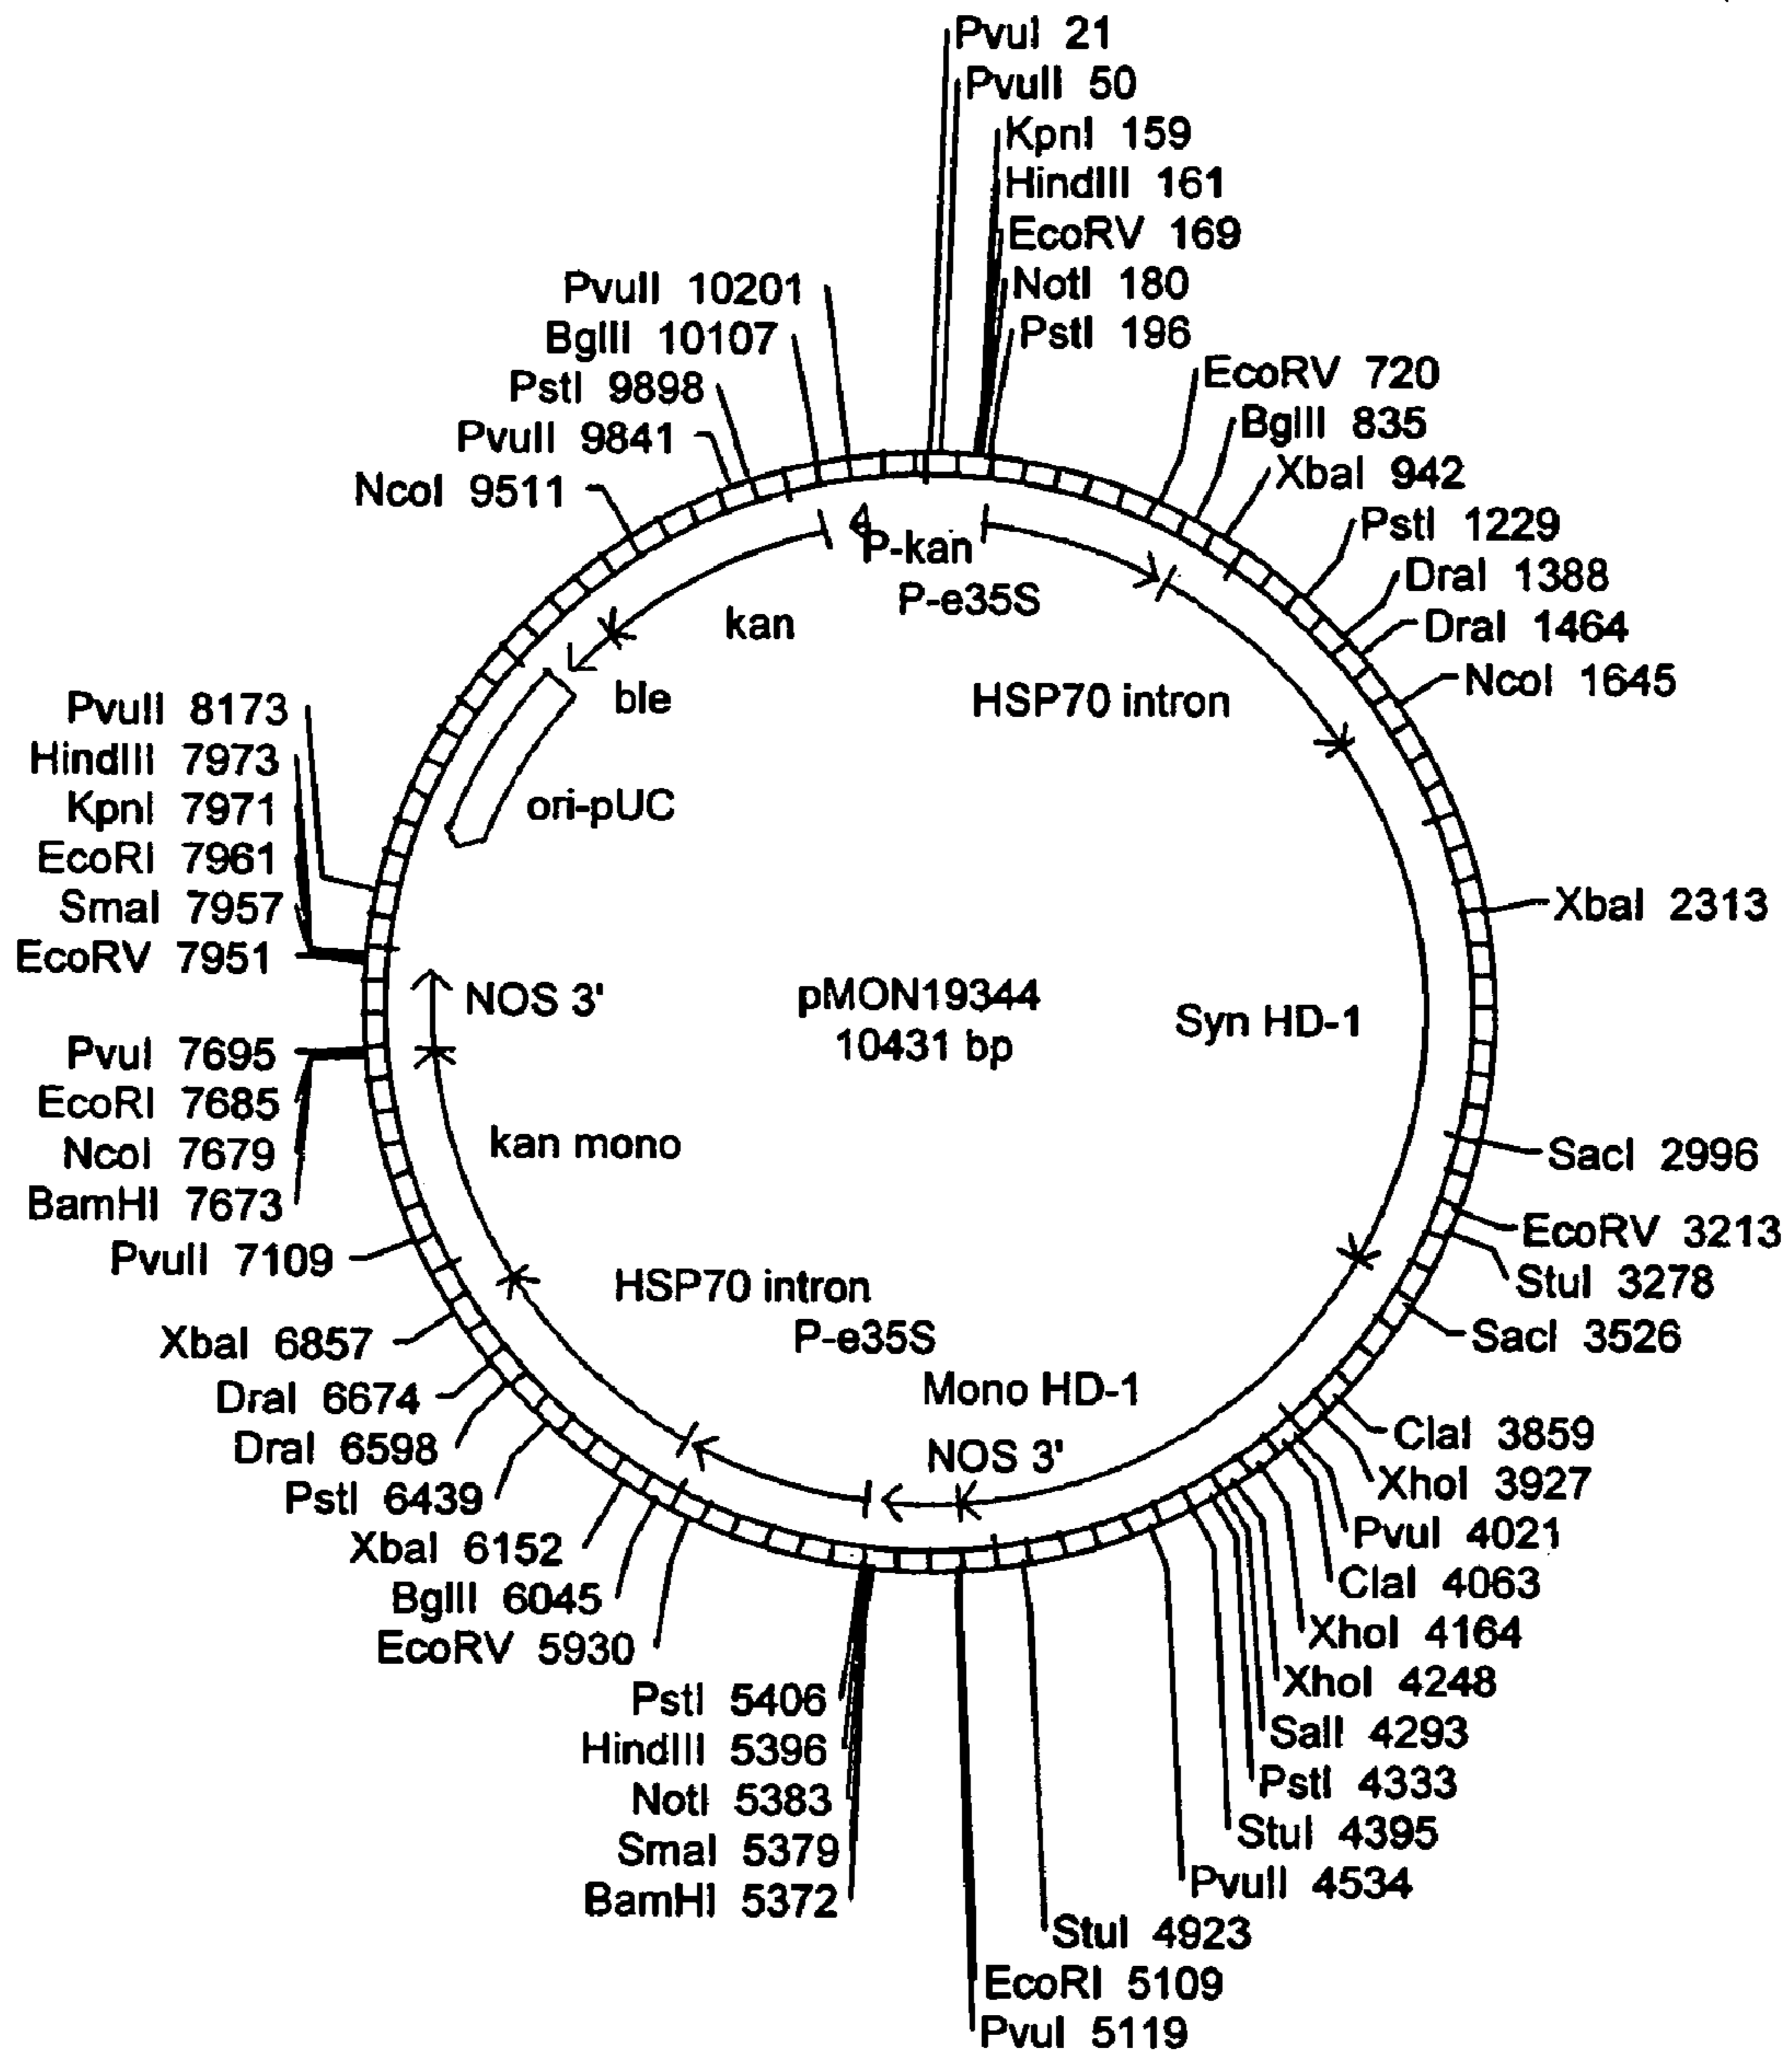 PvuI 21
PvuII 50
KpnI 159
HindIII 161
EcoRV 169
NotI 180
PstI 196
EcoRV 720
BglII 835
XbaI 942
PstI 1229
DraI 1388
DraI 1464
NcoI 1645
XbaI 2313
SacI 2996
EcoRV 3213
StuI 3278
SacI 3526
ClaI 3859
XhoI 3927
PvuI 4021
ClaI 4063
XhoI 4164
XhoI 4248
SalI 4293
PstI 4333
StuI 4395
PvuII 4534
StuI 4923
EcoRI 5109
PvuI 5119
BamHI 5372
SmaI 5379
NotI 5383
HindIII 5396
PstI 5406
EcoRV 5930
BglII 6045
XbaI 6152
PstI 6439
DraI 6598
DraI 6674
XbaI 6857
PvuII 7109
BamHI 7673
NcoI 7679
EcoRI 7685
PvuI 7695
EcoRV 7951
SmaI 7957
EcoRI 7961
KpnI 7971
HindIII 7973
PvuII 8173
NcoI 9511
PvuII 9841
PstI 9898
BglII 10107
PvuII 10201
P-kan
P-e35S
kan
ble
HSP70 intron
ori-pUC
pMON19344
10431 bp
Syn HD-1
NOS 3'
kan mono
HSP70 intron
P-e35S
Mono HD-1
NOS 3'